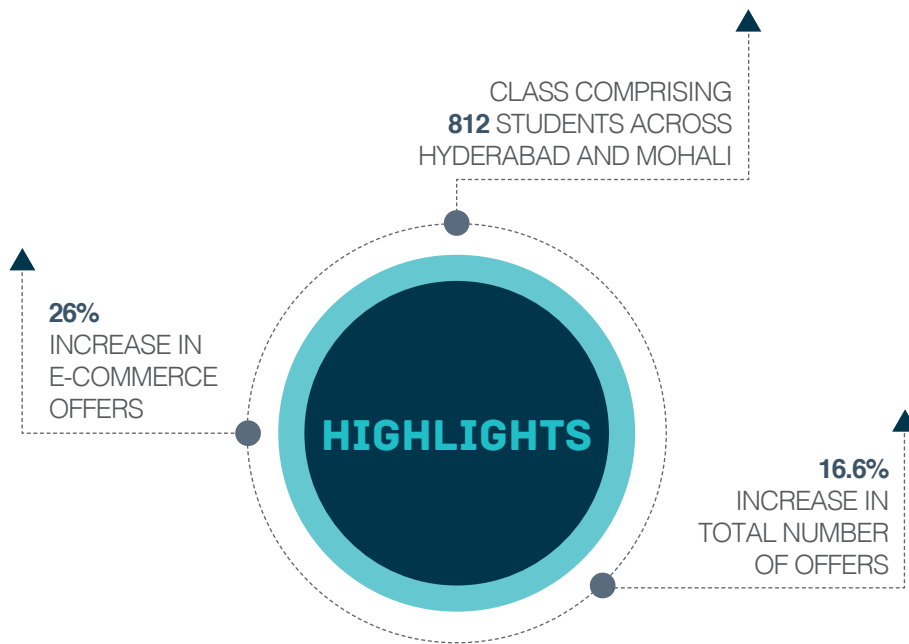 CLASS COMPRISING
812 STUDENTS ACROSS
HYDERABAD AND MOHALI
26%
INCREASE IN
E-COMMERCE
OFFERS
HIGHLIGHTS
16.6%
INCREASE IN
TOTAL NUMBER
OF OFFERS